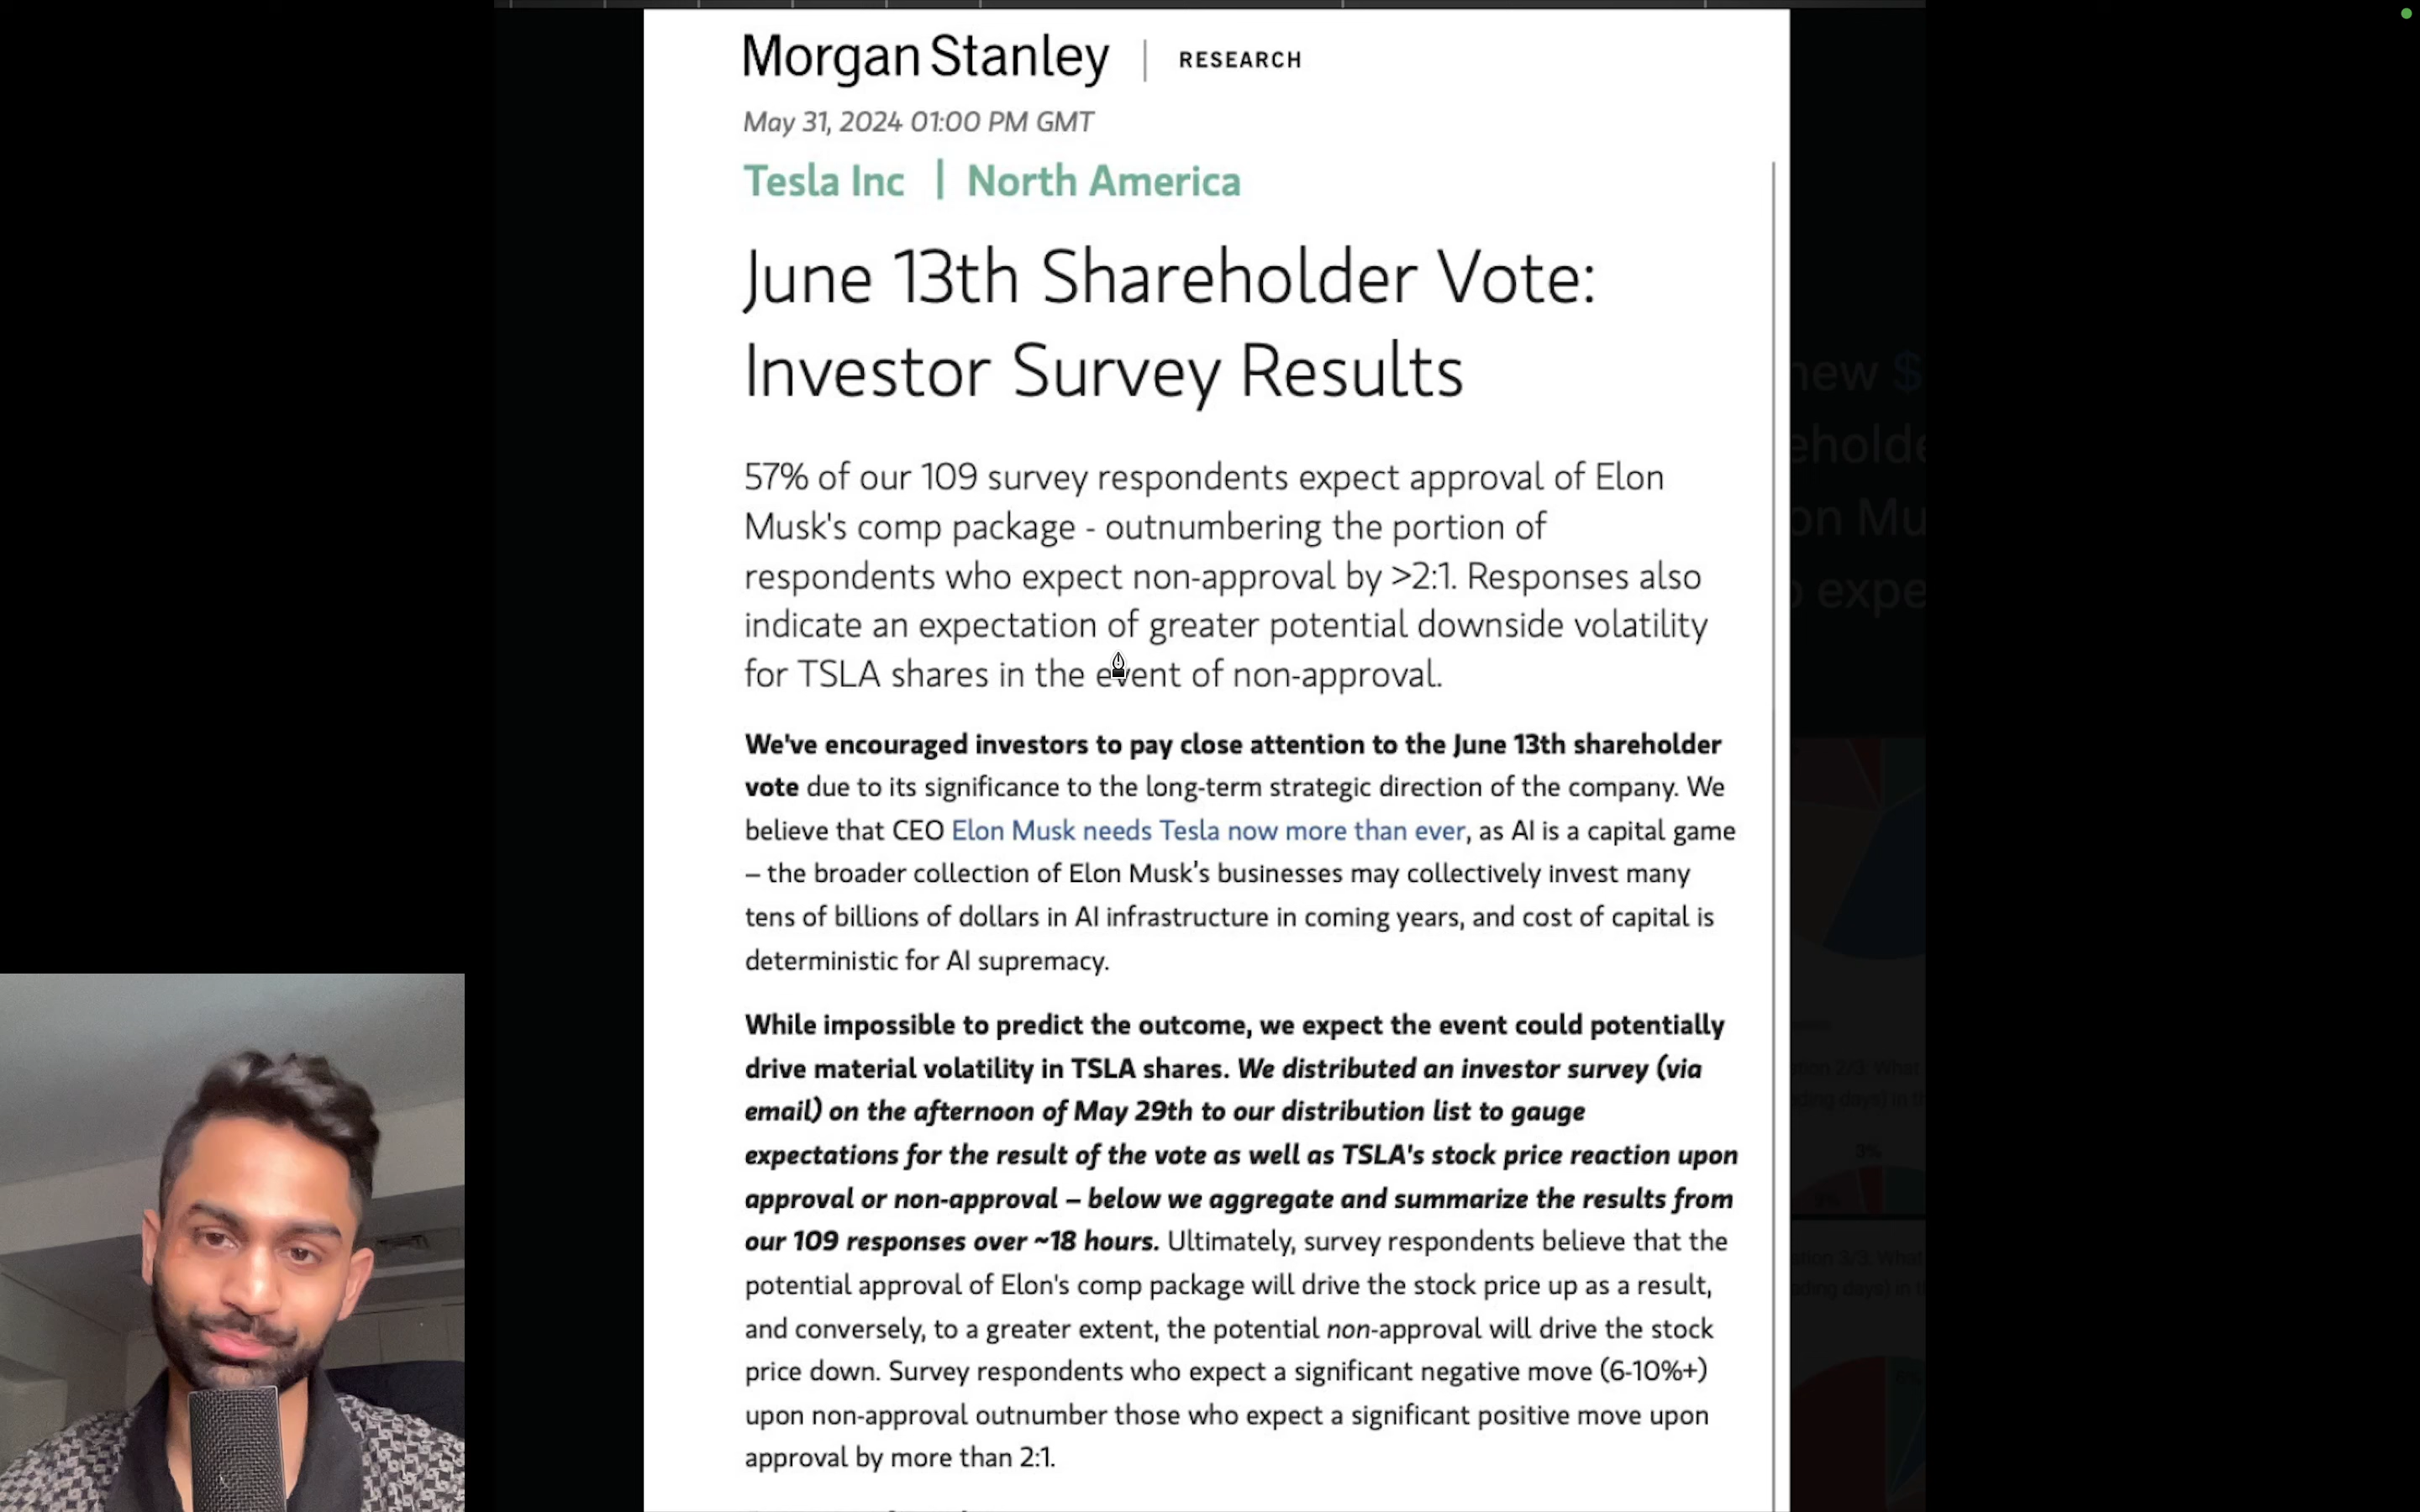 Morgan Stanley | RESEARCH
May 31, 2024 01:00 PM GMT
Tesla Inc | North America
June 13th Shareholder Vote:
Investor Survey Results
57% of our 109 survey respondents expect approval of Elon
Musk's comp package - outnumbering the portion of
respondents who expect non-approval by >2:1. Responses also
indicate an expectation of greater potential downside volatility
for TSLA shares in the event of non-approval.
We've encouraged investors to pay close attention to the June 13th shareholder
vote due to its significance to the long-term strategic direction of the company. We
believe that CEO Elon Musk needs Tesla now more than ever, as AI is a capital game
– the broader collection of Elon Musk's businesses may collectively invest many
tens of billions of dollars in AI infrastructure in coming years, and cost of capital is
deterministic for AI supremacy.
While impossible to predict the outcome, we expect the event could potentially
drive material volatility in TSLA shares. We distributed an investor survey (via
email) on the afternoon of May 29th to our distribution list to gauge
expectations for the result of the vote as well as TSLA's stock price reaction upon
approval or non-approval – below we aggregate and summarize the results from
our 109 responses over ~18 hours. Ultimately, survey respondents believe that the
potential approval of Elon's comp package will drive the stock price up as a result,
and conversely, to a greater extent, the potential non-approval will drive the stock
price down. Survey respondents who expect a significant negative move (6-10%+)
upon non-approval outnumber those who expect a significant positive move upon
approval by more than 2:1.
new $
eholde
on Mu
expe
3%